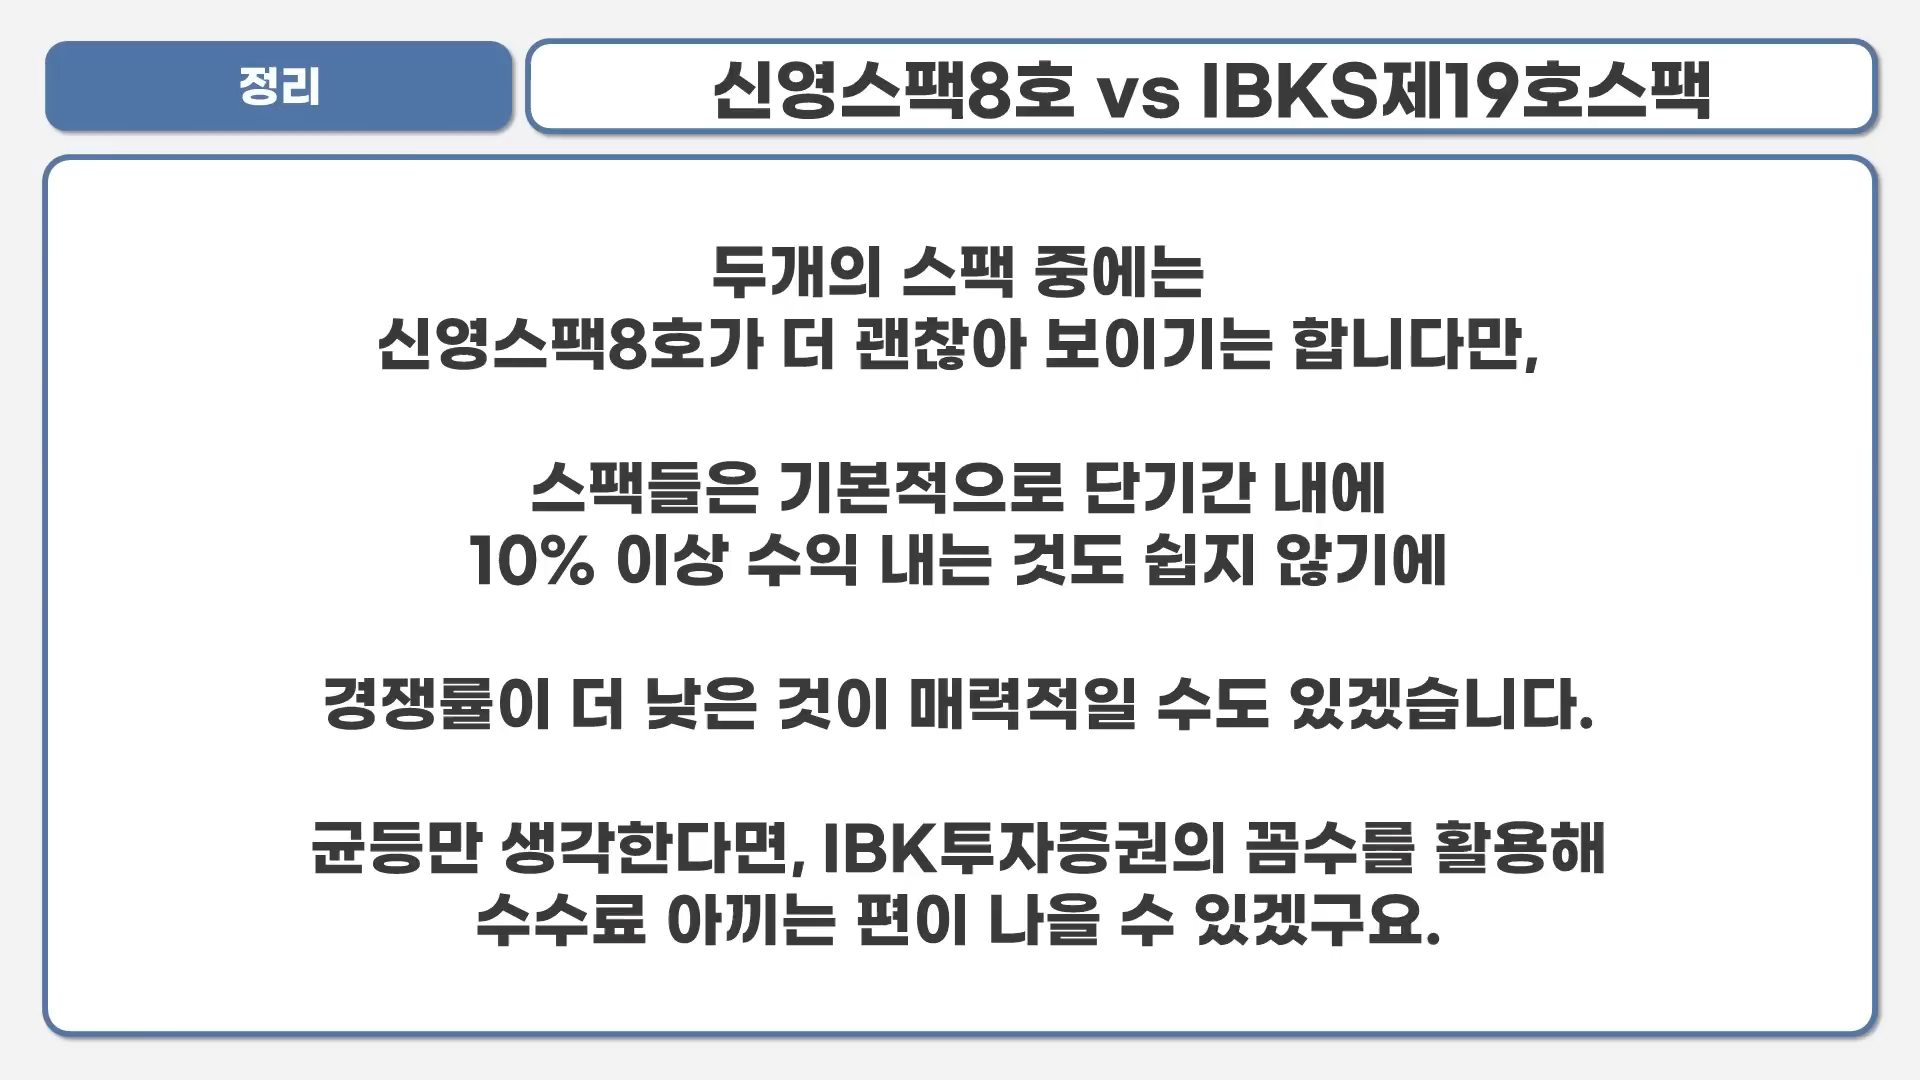 정리
신영스팩8호 vs IBKS제19호스팩
두개의 스팩 중에는
신영스팩8호가 더 괜찮아 보이기는 합니다만,
스팩들은 기본적으로 단기간 내에
10% 이상 수익 내는 것도 쉽지 않기에
경쟁률이 더 낮은 것이 매력적일 수도 있겠습니다.
균등만 생각한다면, IBK투자증권의 꼼수를 활용해
수수료 아끼는 편이 나을 수 있겠구요.